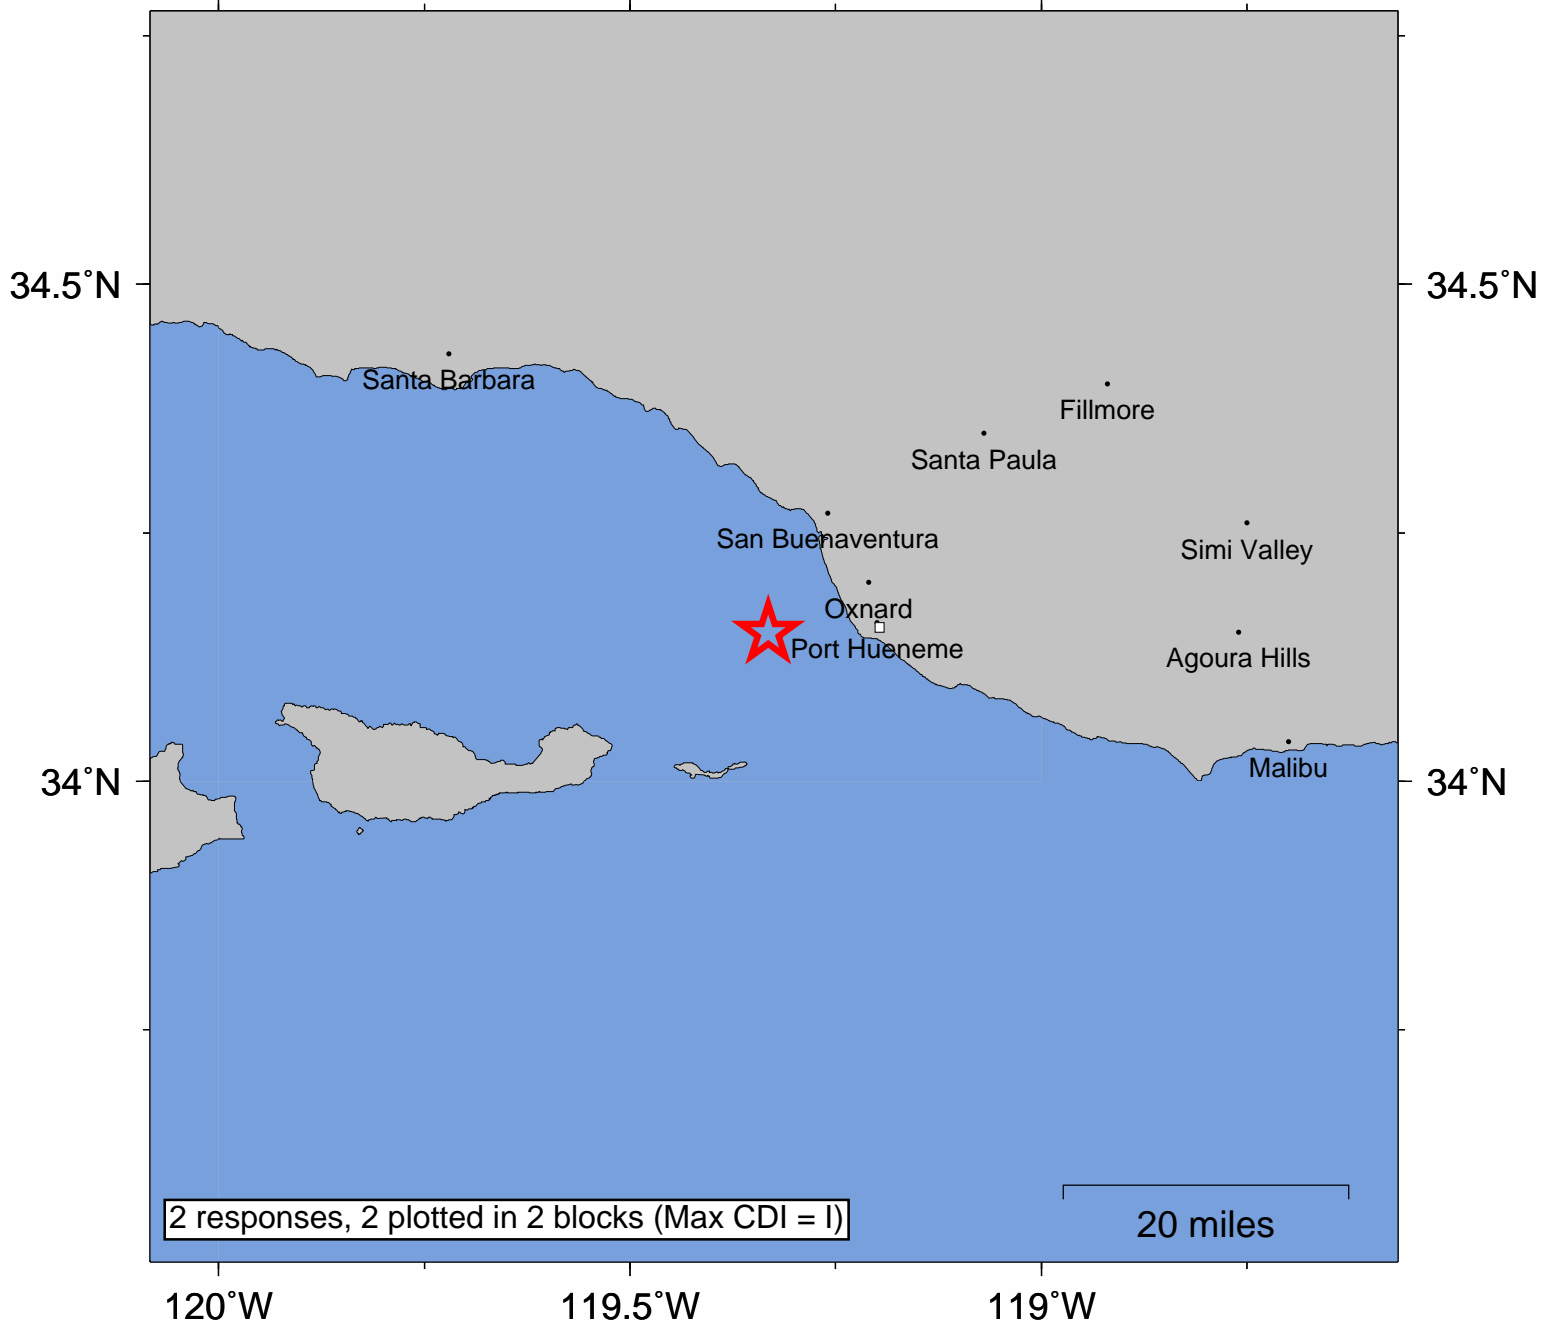 34.5˚N
34.5˚N
Santa Barbara
Fillmore
Santa Paula
San Buenaventura
Simi Valley
Oxnard
Port Hueneme
Agoura Hills
Malibu
34˚N
34˚N
2 responses, 2 plotted in 2 blocks (Max CDI = I)
20 miles
120˚W
119.5˚W
119˚W